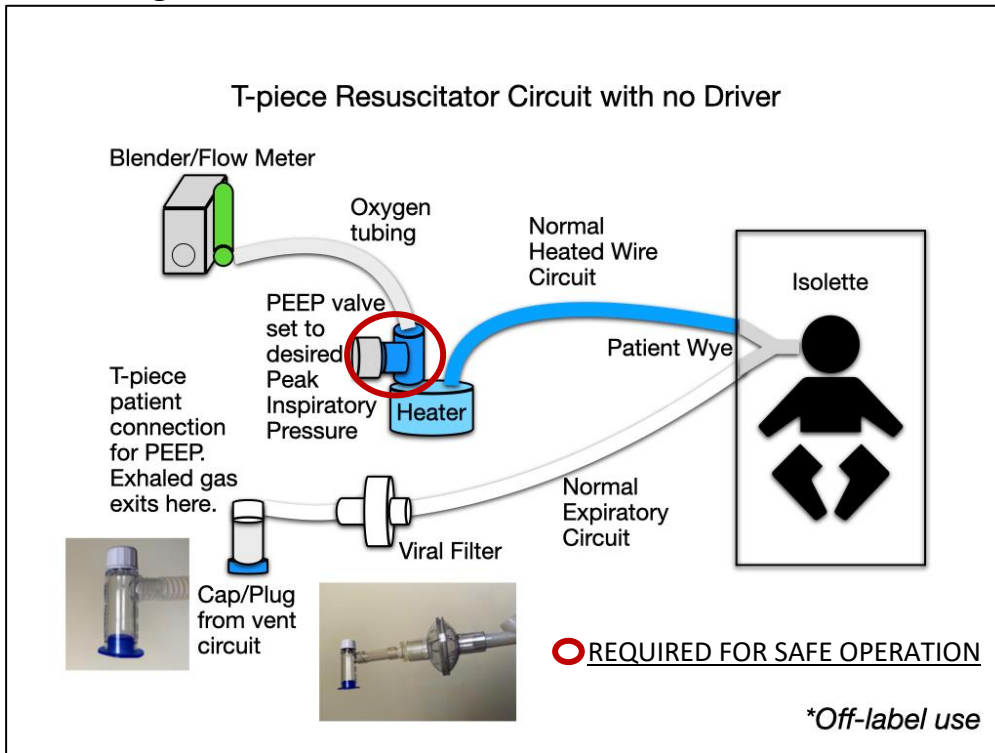 T-piece Resuscitator Circuit with no Driver
Blender/Flow Meter
Oxygen
tubing
Normal
Heated Wire
Circuit
Isolette
PEEP valve
set to
desired
Peak
Inspiratory
Pressure
Patient Wye
Heater
T-piece
patient
connection
for PEEP.
Exhaled gas
exits here.
Normal
Expiratory
Circuit
Viral Filter
Cap/Plug
from vent
circuit
REQUIRED FOR SAFE OPERATION
*Off-label use